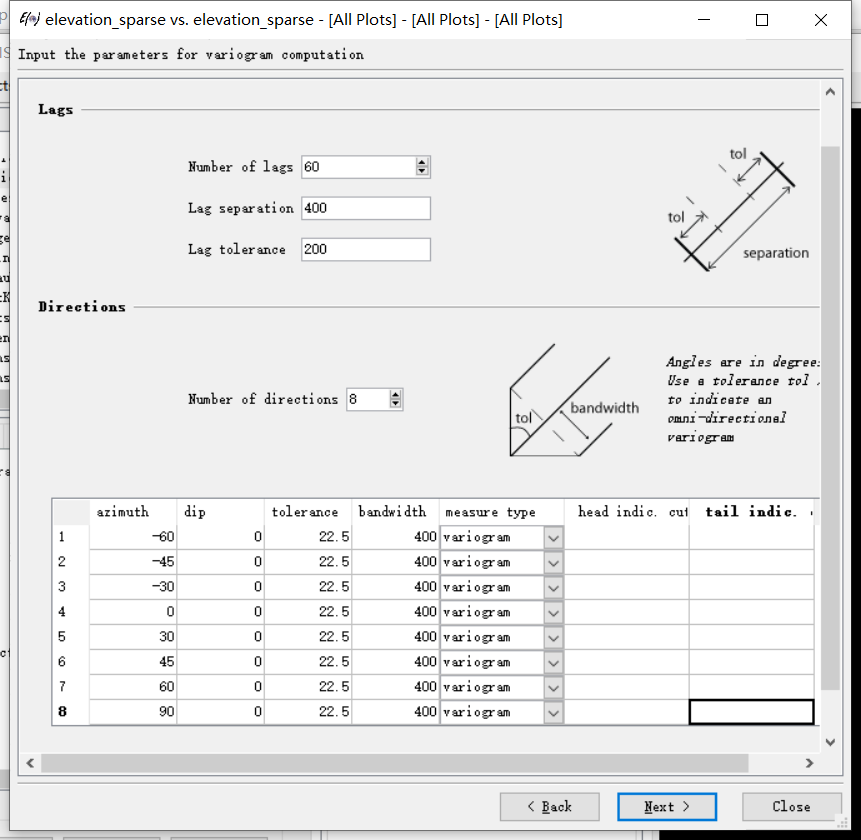 elevation_sparse vs. elevation_sparse - [All Plots] - [All Plots] - [All Plots]
Input the parameters for variogram computation
Lags
Number of lags 60
Lag separation 400
Lag tolerance 200
tol
tol
separation
Directions
Number of directions 8
tol
bandwidth
Angles are in degree
Use a tolerance tol
to indicate an
omni-directional
variogram
azimuth dip tolerance bandwidth measure type head indic. cut tail indic.
1 -60 0 22.5 400 variogram
2 -45 0 22.5 400 variogram
3 -30 0 22.5 400 variogram
4 0 0 22.5 400 variogram
5 30 0 22.5 400 variogram
6 45 0 22.5 400 variogram
7 60 0 22.5 400 variogram
8 90 0 22.5 400 variogram
< Back Next > Close